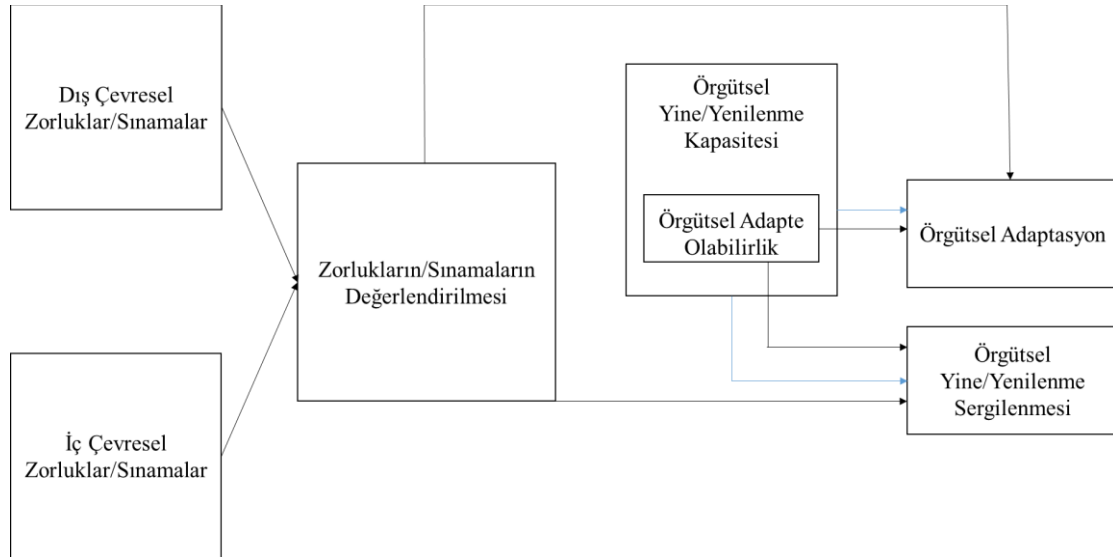 Dış Çevresel
Zorluklar/Sınamalar
Zorlukların/Sınamaların
Değerlendirilmesi
İç Çevresel
Zorluklar/Sınamalar
Örgütsel
Yine/Yenilenme
Kapasitesi
Örgütsel Adapte
Olabilirlik
Örgütsel Adaptasyon
Örgütsel
Yine/Yenilenme
Sergilenmesi